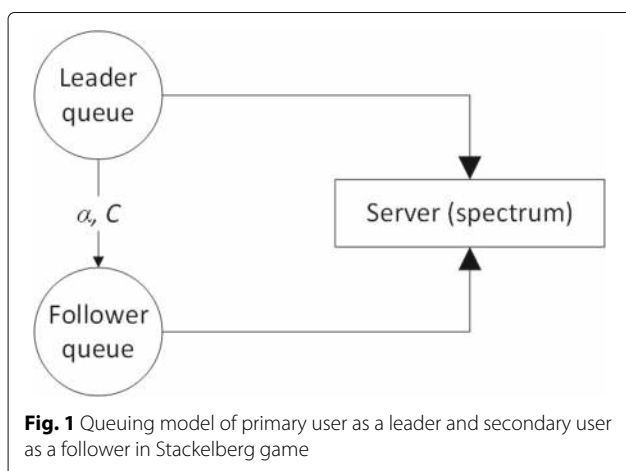 Leader
queue
α, C
Server (spectrum)
Follower
queue
Fig. 1 Queuing model of primary user as a leader and secondary user
as a follower in Stackelberg game